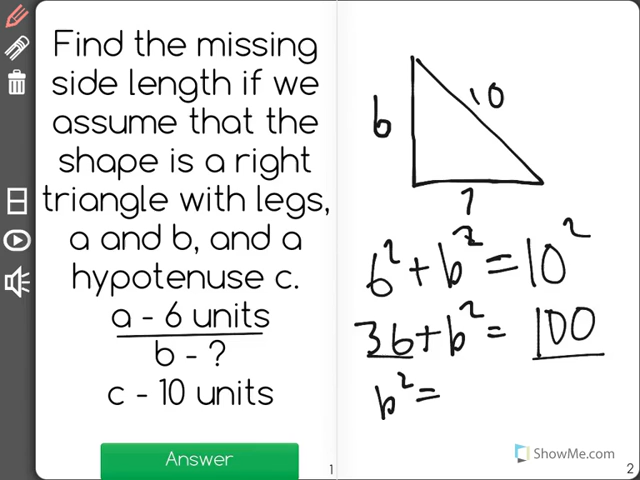 Find the missing
side length if we
assume that the
shape is a right
triangle with legs,
a and b, and a
hypotenuse c.
a - 6 units
b - ?
c - 10 units
Answer
1
10
6
?
6² + b² = 10²
36 + b² = 100
b² =
ShowMe.com
2